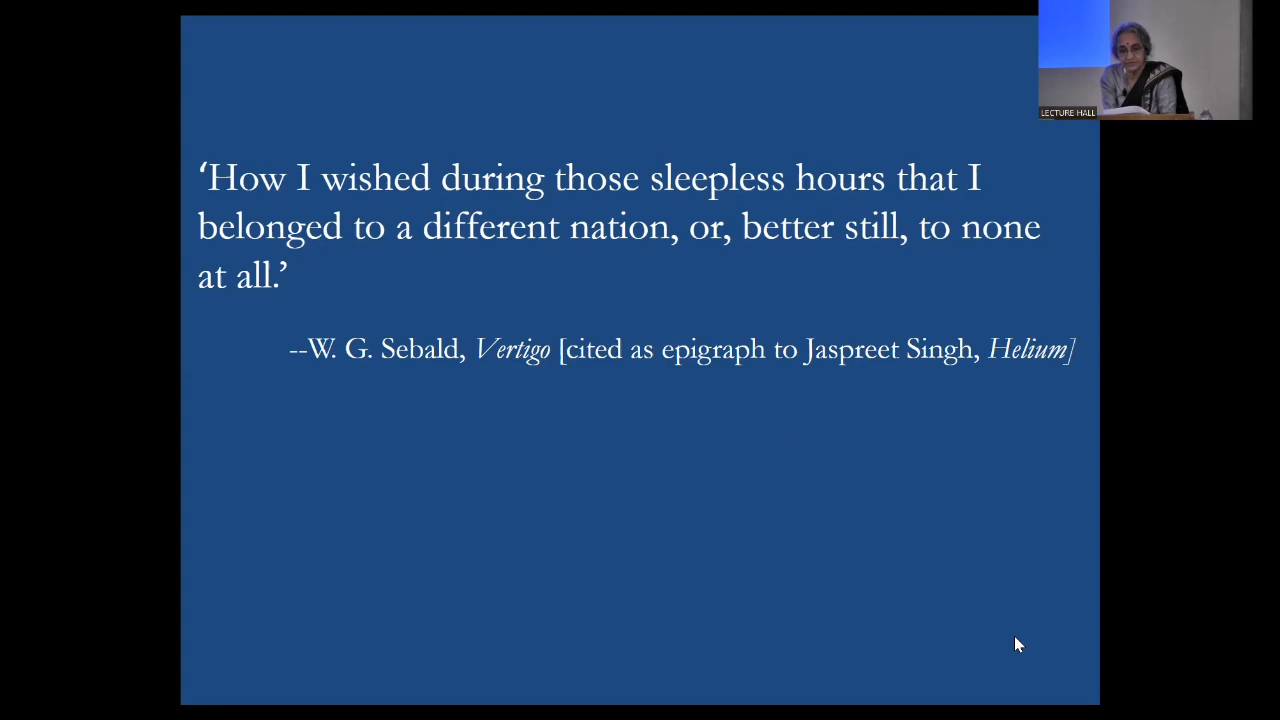 LECTURE HALL
‘How I wished during those sleepless hours that I
belonged to a different nation, or, better still, to none
at all.’
--W. G. Sebald, Vertigo [cited as epigraph to Jaspreet Singh, Helium]